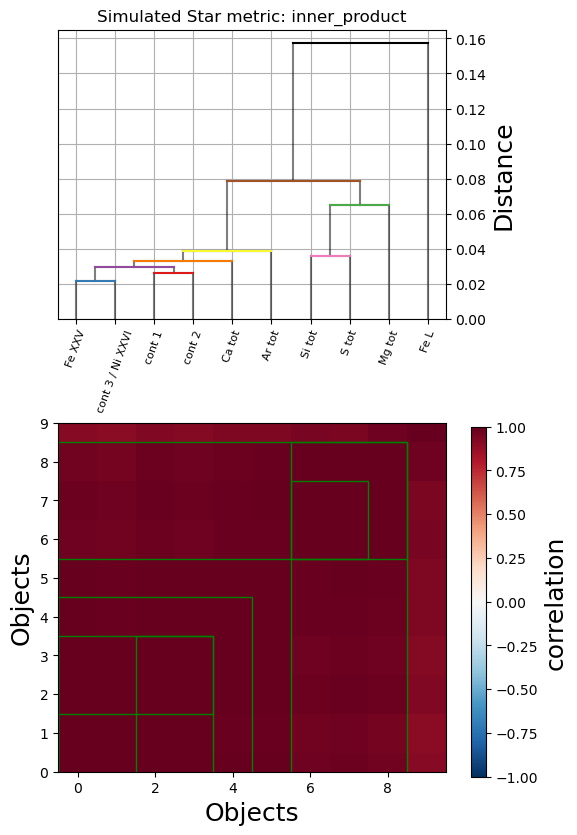 Simulated Star metric: inner_product
0.16
0.14
0.12
0.10
0.08
0.06
0.04
0.02
0.00
Distance
Fe XXV
cont 3 / Ni XXVI
cont 1
cont 2
Ca tot
Ar tot
Si tot
S tot
Mg tot
Fe L
9
8
7
6
5
4
3
2
1
0
Objects
0 2 4 6 8
Objects
1.00
0.75
0.50
0.25
0.00
−0.25
−0.50
−0.75
−1.00
correlation